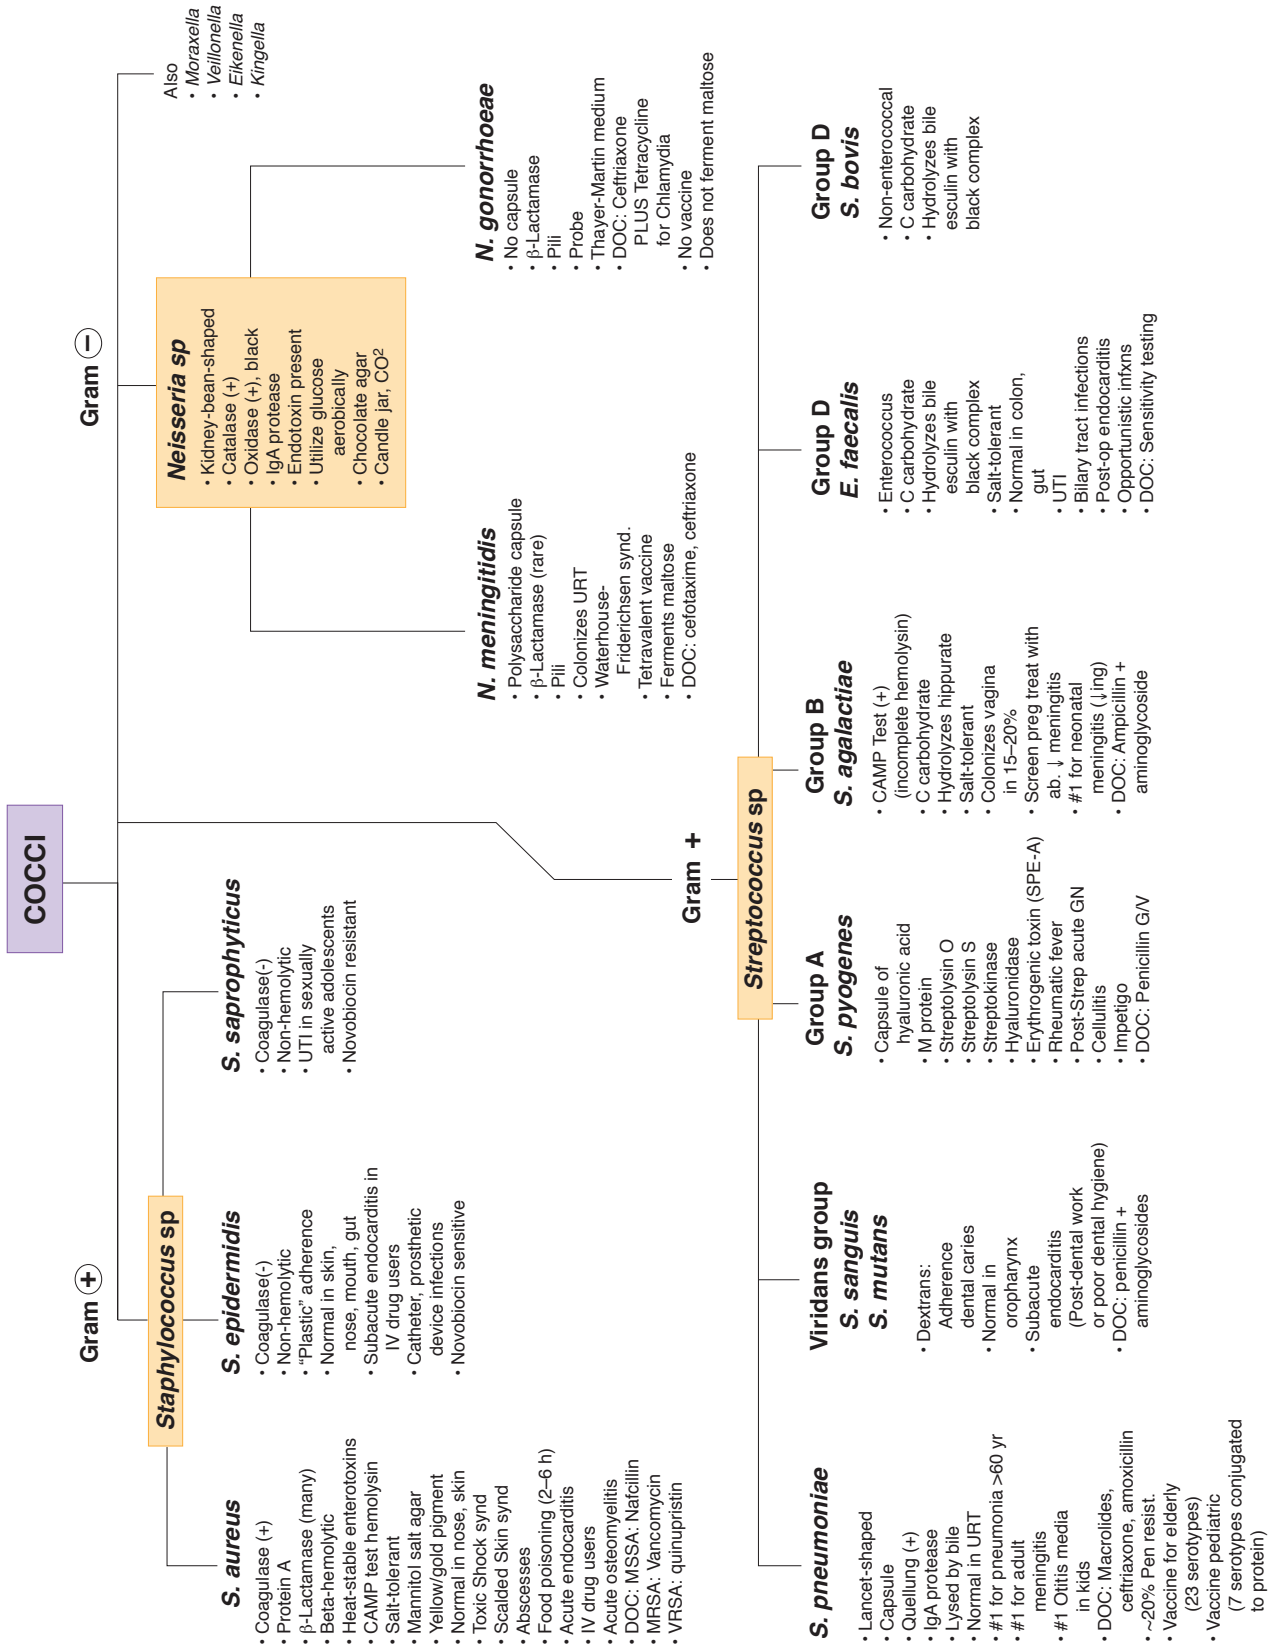 COCCI
Gram +
Staphylococcus sp
S. aureus
• Coagulase (+)
• Protein A
• β-Lactamase (many)
• Beta-hemolytic
• Heat-stable enterotoxins
• CAMP test hemolysin
• Salt-tolerant
• Mannitol salt agar
• Yellow/gold pigment
• Normal in nose, skin
• Toxic Shock synd
• Scalded Skin synd
• Abscesses
• Food poisoning (2–6 h)
• Acute endocarditis
• IV drug users
• Acute osteomyelitis
• DOC: MSSA: Nafcillin
• MRSA: Vancomycin
• VRSA: quinupristin
S. epidermidis
• Coagulase(-)
• Non-hemolytic
• “Plastic” adherence
• Normal in skin,
nose, mouth, gut
• Subacute endocarditis in
IV drug users
• Catheter, prosthetic
device infections
• Novobiocin sensitive
S. saprophyticus
• Coagulase(-)
• Non-hemolytic
• UTI in sexually
active adolescents
• Novobiocin resistant
Gram −
Neisseria sp
• Kidney-bean-shaped
• Catalase (+)
• Oxidase (+), black
• IgA protease
• Endotoxin present
• Utilize glucose
aerobically
• Chocolate agar
• Candle jar, CO²
Also
• Moraxella
• Veillonella
• Eikenella
• Kingella
N. meningitidis
• Polysaccharide capsule
• β-Lactamase (rare)
• Pili
• Colonizes URT
• Waterhouse-
Friderichsen synd.
• Tetravalent vaccine
• Ferments maltose
• DOC: cefotaxime, ceftriaxone
N. gonorrhoeae
• No capsule
• β-Lactamase
• Pili
• Probe
• Thayer-Martin medium
• DOC: Ceftriaxone
PLUS Tetracycline
for Chlamydia
• No vaccine
• Does not ferment maltose
Gram +
Streptococcus sp
S. pneumoniae
• Lancet-shaped
• Capsule
• Quellung (+)
• IgA protease
• Lysed by bile
• Normal in URT
• #1 for pneumonia >60 yr
• #1 for adult
meningitis
• #1 Otitis media
in kids
• DOC: Macrolides,
ceftriaxone, amoxicillin
• ~20% Pen resist.
• Vaccine for elderly
(23 serotypes)
• Vaccine pediatric
(7 serotypes conjugated
to protein)
Viridans group
S. sanguis
S. mutans
• Dextrans:
Adherence
dental caries
• Normal in
oropharynx
• Subacute
endocarditis
(Post-dental work
or poor dental hygiene)
• DOC: penicillin +
aminoglycosides
Group A
S. pyogenes
• Capsule of
hyaluronic acid
• M protein
• Streptolysin O
• Streptolysin S
• Streptokinase
• Hyaluronidase
• Erythrogenic toxin (SPE-A)
• Rheumatic fever
• Post-Strep acute GN
• Cellulitis
• Impetigo
• DOC: Penicillin G/V
Group B
S. agalactiae
• CAMP Test (+)
(incomplete hemolysin)
• C carbohydrate
• Hydrolyzes hippurate
• Salt-tolerant
• Colonizes vagina
in 15–20%
• Screen preg treat with
ab. ↓ meningitis
• #1 for neonatal
meningitis (↓ing)
• DOC: Ampicillin +
aminoglycoside
Group D
E. faecalis
• Enterococcus
• C carbohydrate
• Hydrolyzes bile
esculin with
black complex
• Salt-tolerant
• Normal in colon,
gut
• UTI
• Bilary tract infections
• Post-op endocarditis
• Opportunistic infxns
• DOC: Sensitivity testing
Group D
S. bovis
• Non-enterococcal
• C carbohydrate
• Hydrolyzes bile
esculin with
black complex